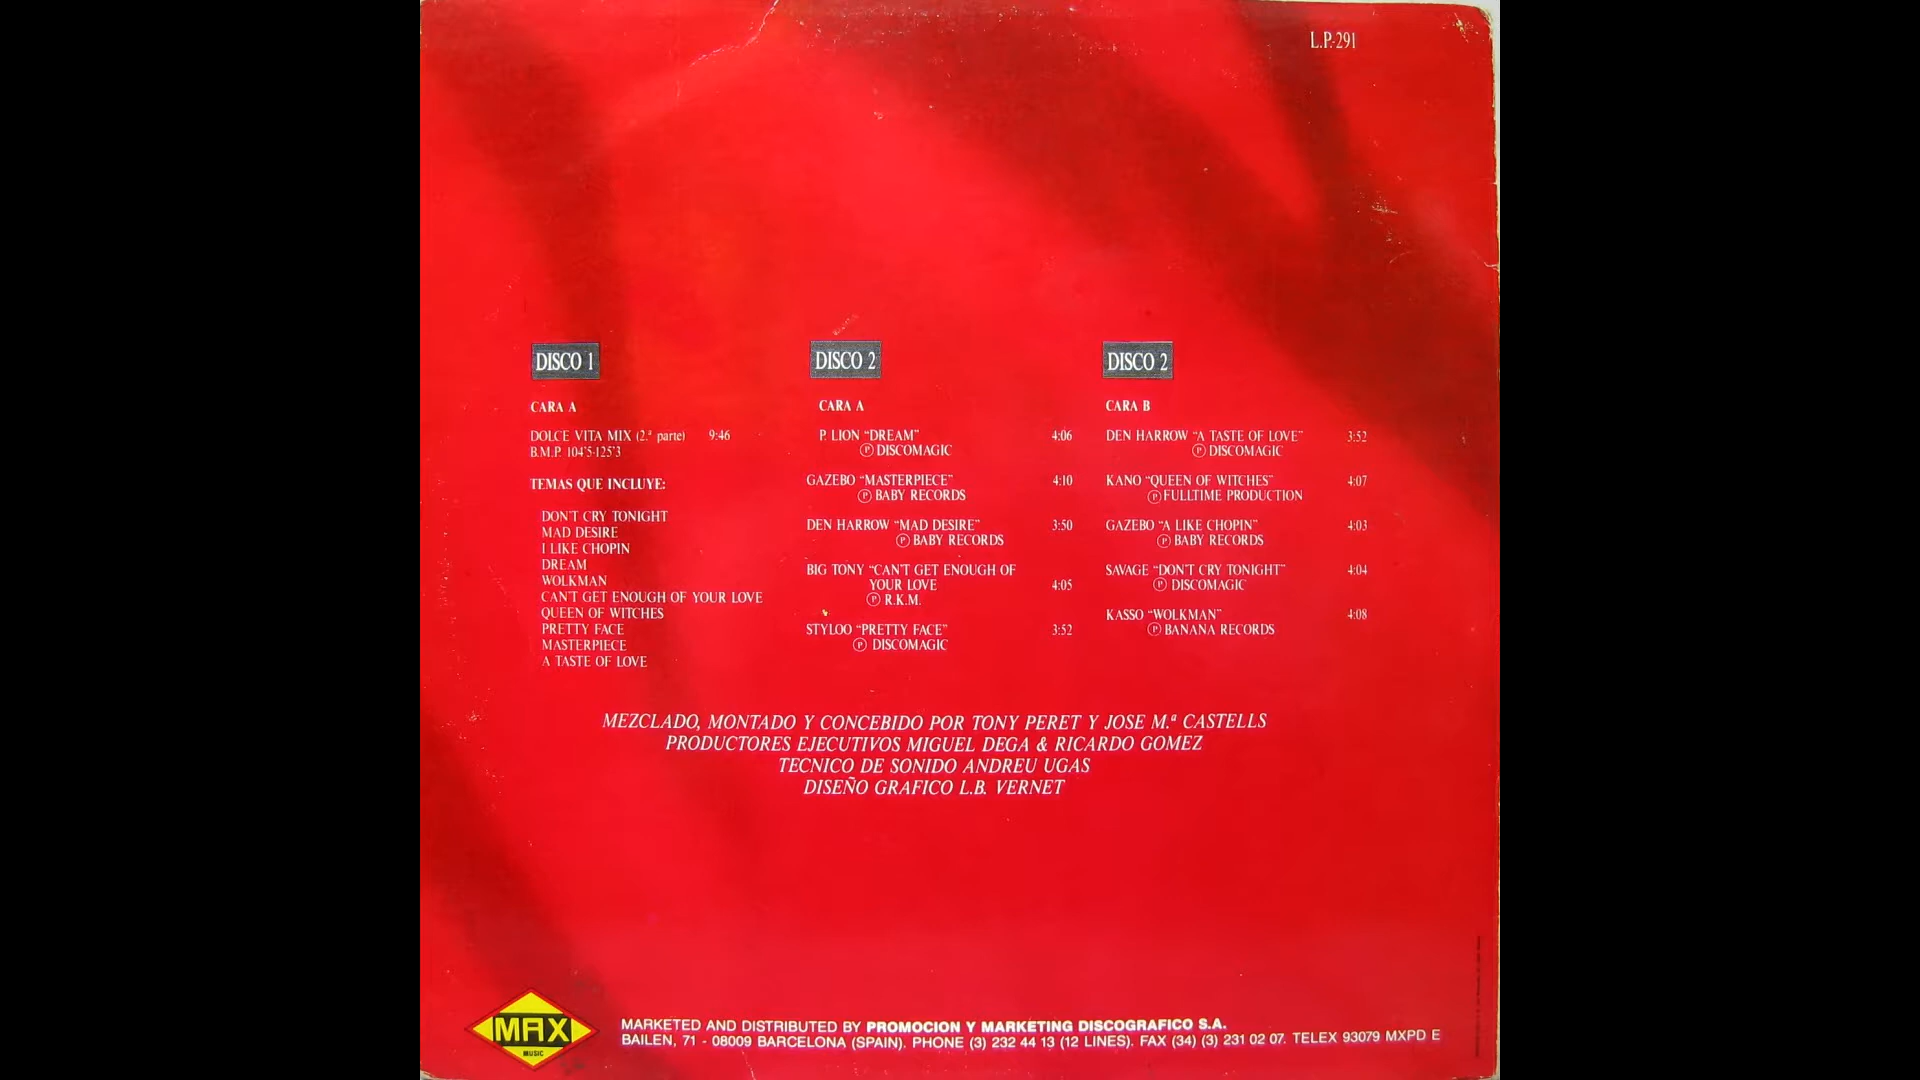 L.P.-291
DISCO 1
CARA A
DOLCE VITA MIX (2.ª parte) 9:46
B.M.P. 104'5-125'3
TEMAS QUE INCLUYE:
DON'T CRY TONIGHT
MAD DESIRE
I LIKE CHOPIN
DREAM
WOLKMAN
CAN'T GET ENOUGH OF YOUR LOVE
QUEEN OF WITCHES
PRETTY FACE
MASTERPIECE
A TASTE OF LOVE
DISCO 2
CARA A
P. LION “DREAM” 4:06
Ⓟ DISCOMAGIC
GAZEBO “MASTERPIECE” 4:10
Ⓟ BABY RECORDS
DEN HARROW “MAD DESIRE” 3:50
Ⓟ BABY RECORDS
BIG TONY “CAN'T GET ENOUGH OF
YOUR LOVE 4:05
Ⓟ R.K.M.
STYLOO “PRETTY FACE” 3:52
Ⓟ DISCOMAGIC
DISCO 2
CARA B
DEN HARROW “A TASTE OF LOVE” 3:52
Ⓟ DISCOMAGIC
KANO “QUEEN OF WITCHES” 4:07
Ⓟ FULLTIME PRODUCTION
GAZEBO “A LIKE CHOPIN” 4:03
Ⓟ BABY RECORDS
SAVAGE “DON'T CRY TONIGHT” 4:04
Ⓟ DISCOMAGIC
KASSO “WOLKMAN” 4:08
Ⓟ BANANA RECORDS
MEZCLADO, MONTADO Y CONCEBIDO POR TONY PERET Y JOSE M.ª CASTELLS
PRODUCTORES EJECUTIVOS MIGUEL DEGA & RICARDO GOMEZ
TECNICO DE SONIDO ANDREU UGAS
DISEÑO GRAFICO L.B. VERNET
MAX
MUSIC
MARKETED AND DISTRIBUTED BY PROMOCION Y MARKETING DISCOGRAFICO S.A.
BAILEN, 71 - 08009 BARCELONA (SPAIN). PHONE (3) 232 44 13 (12 LINES). FAX (34) (3) 231 02 07. TELEX 93079 MXPD E